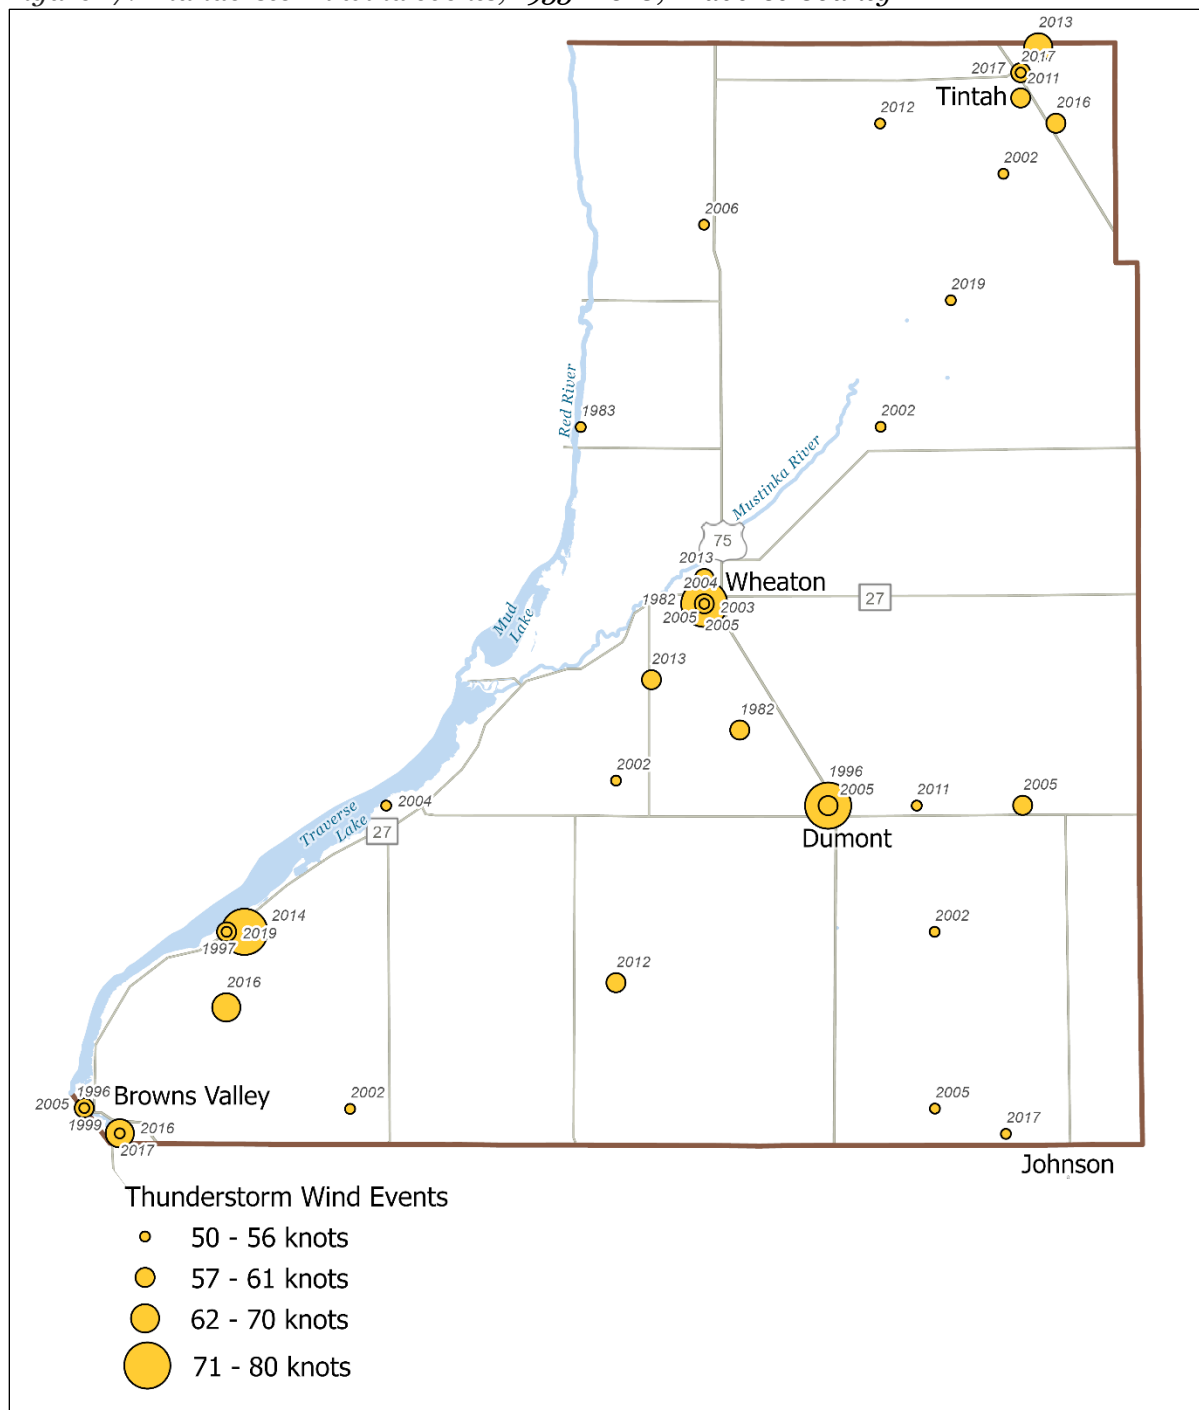 2013
2017
2017
2011
Tintah
2012
2016
2002
2006
2019
Red River
1983
2002
Mustinka River
75
2013
Wheaton
2004
1982
2003
27
2005
2005
Mud
Lake
2013
1982
2002
1996
2005
2011
2005
2004
Traverse
Lake
27
Dumont
2014
2019
1997
2002
2012
2016
1996
Browns Valley
2005
1999
2016
2017
2002
2005
2017
Johnson
Thunderstorm Wind Events
50 - 56 knots
57 - 61 knots
62 - 70 knots
71 - 80 knots